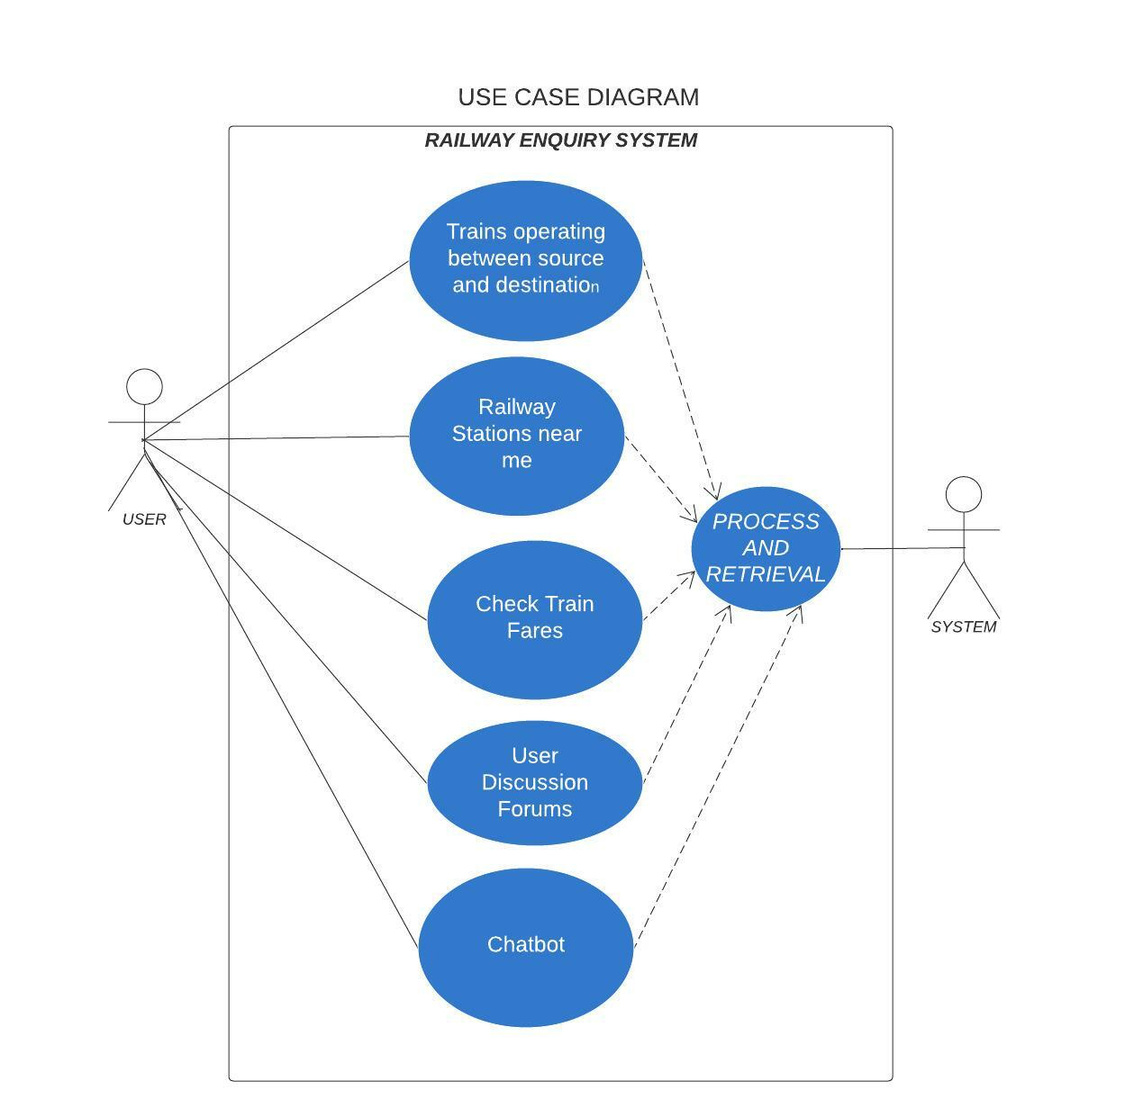 USE CASE DIAGRAM
RAILWAY ENQUIRY SYSTEM
Trains operating
between source
and destination
Railway
Stations near
me
USER
PROCESS
AND
RETRIEVAL
Check Train
Fares
SYSTEM
User
Discussion
Forums
Chatbot